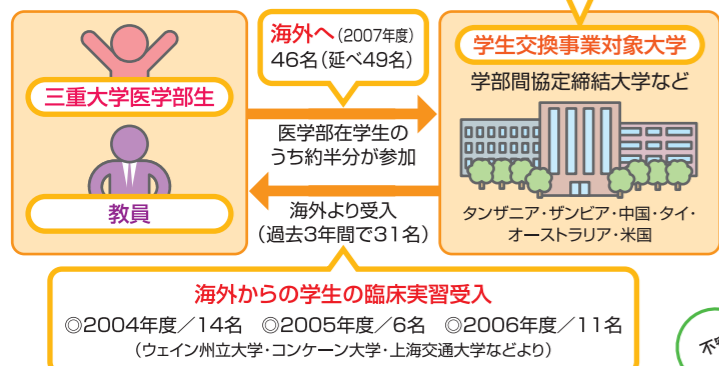 海外へ(2007年度)
46名(延べ49名)
学生交換事業対象大学
学部間協定締結大学など
三重大学医学部生
医学部在学生の
うち約半分が参加
教員
海外より受入
(過去3年間で31名)
タンザニア・ザンビア・中国・タイ・
オーストラリア・米国
海外からの学生の臨床実習受入
◎2004年度／14名 ◎2005年度／6名 ◎2006年度／11名
(ウェイン州立大学・コンケーン大学・上海交通大学などより)